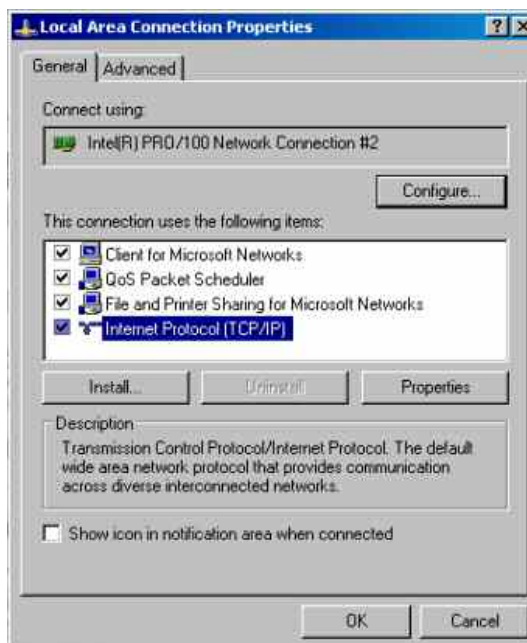 Local Area Connection Properties
General
Advanced
Connect using:
Intel(R) PRO/100 Network Connection #2
Configure...
This connection uses the following items:
Client for Microsoft Networks
QoS Packet Scheduler
File and Printer Sharing for Microsoft Networks
Internet Protocol (TCP/IP)
Install...
Uninstall
Properties
Description
Transmission Control Protocol/Internet Protocol. The default
wide area network protocol that provides communication
across diverse interconnected networks.
Show icon in notification area when connected
OK
Cancel